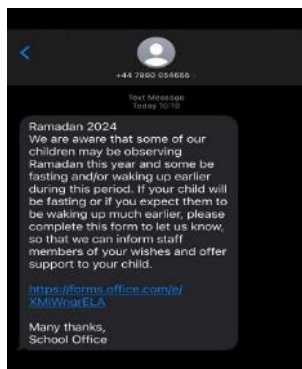 +44 7860 054666
Text Message
Today 10:10
Ramadan 2024
We are aware that some of our
children may be observing
Ramadan this year and some be
fasting and/or waking up earlier
during this period. If your child will
be fasting or if you expect them to
be waking up much earlier, please
complete this form to let us know,
so that we can inform staff
members of your wishes and offer
support to your child.
https://forms.office.com/e/
XMiWrigrELA
Many thanks,
School Office